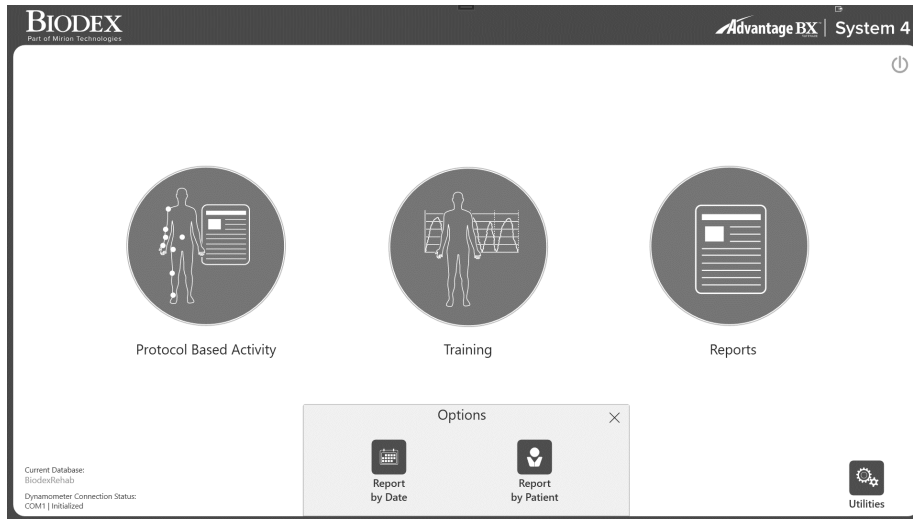 BIODEX
Part of Mirion Technologies
Advantage BX | System 4
Protocol Based Activity
Training
Reports
Options
Report
by Date
Report
by Patient
Current Database:
BiodexRehab
Dynamometer Connection Status:
COM1 | Initialized
Utilities